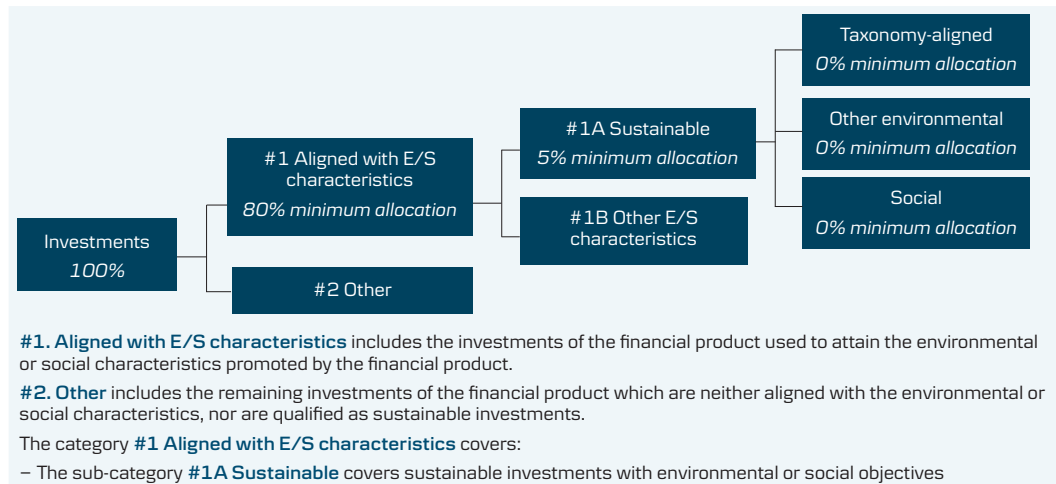 Taxonomy-aligned
0% minimum allocation
#1A Sustainable
5% minimum allocation
Other environmental
0% minimum allocation
#1 Aligned with E/S
characteristics
80% minimum allocation
Social
0% minimum allocation
#1B Other E/S
characteristics
Investments
100%
#2 Other
#1. Aligned with E/S characteristics includes the investments of the financial product used to attain the environmental
or social characteristics promoted by the financial product.
#2. Other includes the remaining investments of the financial product which are neither aligned with the environmental or
social characteristics, nor are qualified as sustainable investments.
The category #1 Aligned with E/S characteristics covers:
– The sub-category #1A Sustainable covers sustainable investments with environmental or social objectives